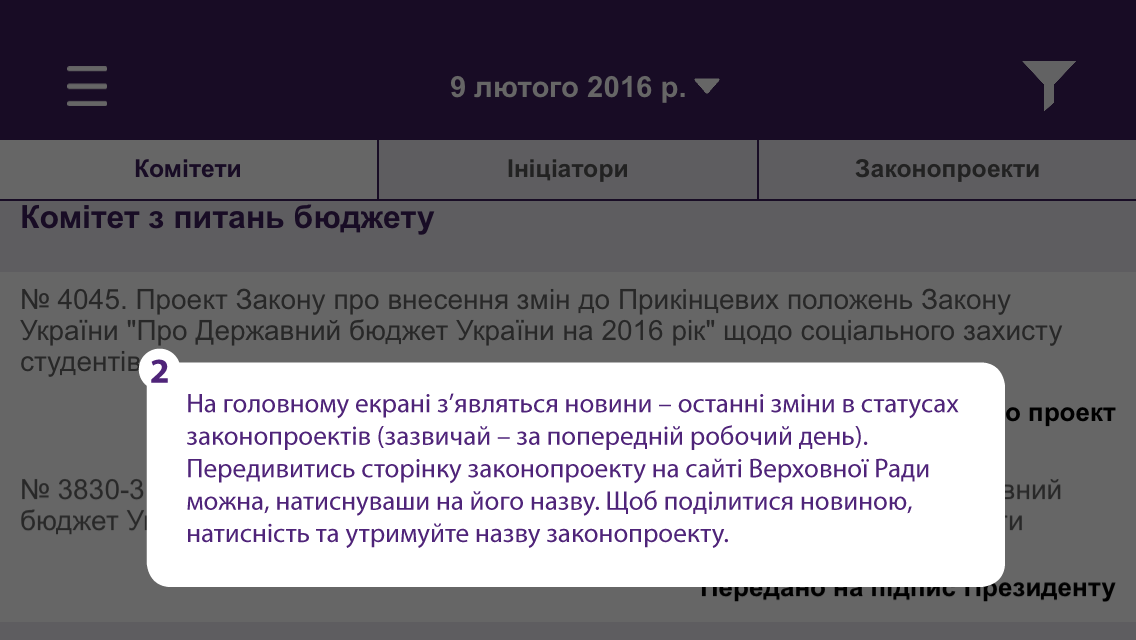 9 лютого 2016 р.
Комітети
Ініціатори
Законопроекти
Комітет з питань бюджету
№ 4045. Проект Закону про внесення змін до Прикінцевих положень Закону
України "Про Державний бюджет України на 2016 рік" щодо соціального захисту
студентів
2
На головному екрані з’являться новини – останні зміни в статусах
законопроектів (зазвичай – за попередній робочий день).
Передивитись сторінку законопроекту на сайті Верховної Ради
можна, натиснуваши на його назву. Щоб поділитися новиною,
натисність та утримуйте назву законопроекту.
проект
№ 3830-3
бюджет
Передано на підпис Президенту